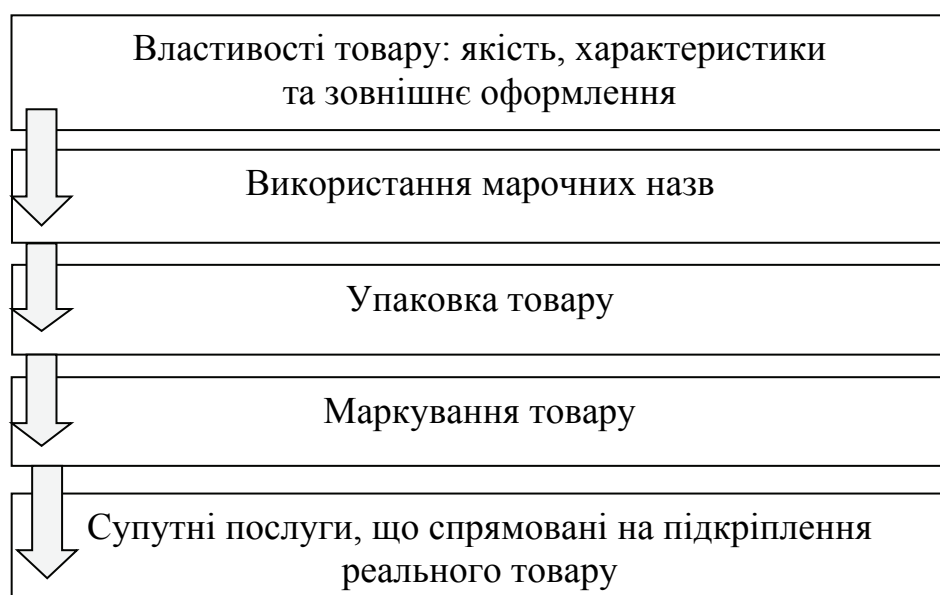 Властивості товару: якість, характеристики
та зовнішнє оформлення
Використання марочних назв
Упаковка товару
Маркування товару
Супутні послуги, що спрямовані на підкріплення
реального товару